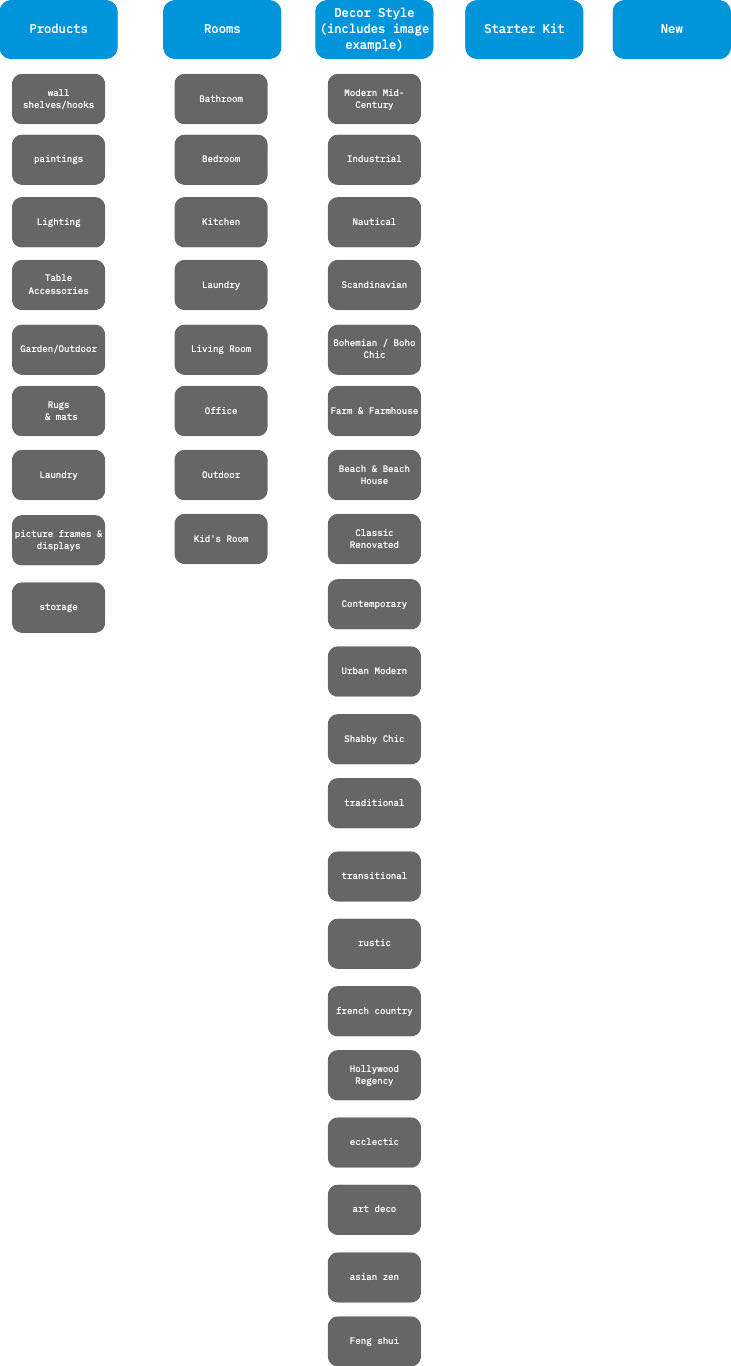 Products
Rooms
Decor Style
(includes image
example)
Starter Kit
New
wall
shelves/hooks
paintings
Lighting
Table
Accessories
Garden/Outdoor
Rugs
& mats
Laundry
picture frames &
displays
storage
Bathroom
Bedroom
Kitchen
Laundry
Living Room
Office
Outdoor
Kid's Room
Modern Mid-
Century
Industrial
Nautical
Scandinavian
Bohemian / Boho
Chic
Farm & Farmhouse
Beach & Beach
House
Classic
Renovated
Contemporary
Urban Modern
Shabby Chic
traditional
transitional
rustic
french country
Hollywood
Regency
ecclectic
art deco
asian zen
Feng shui